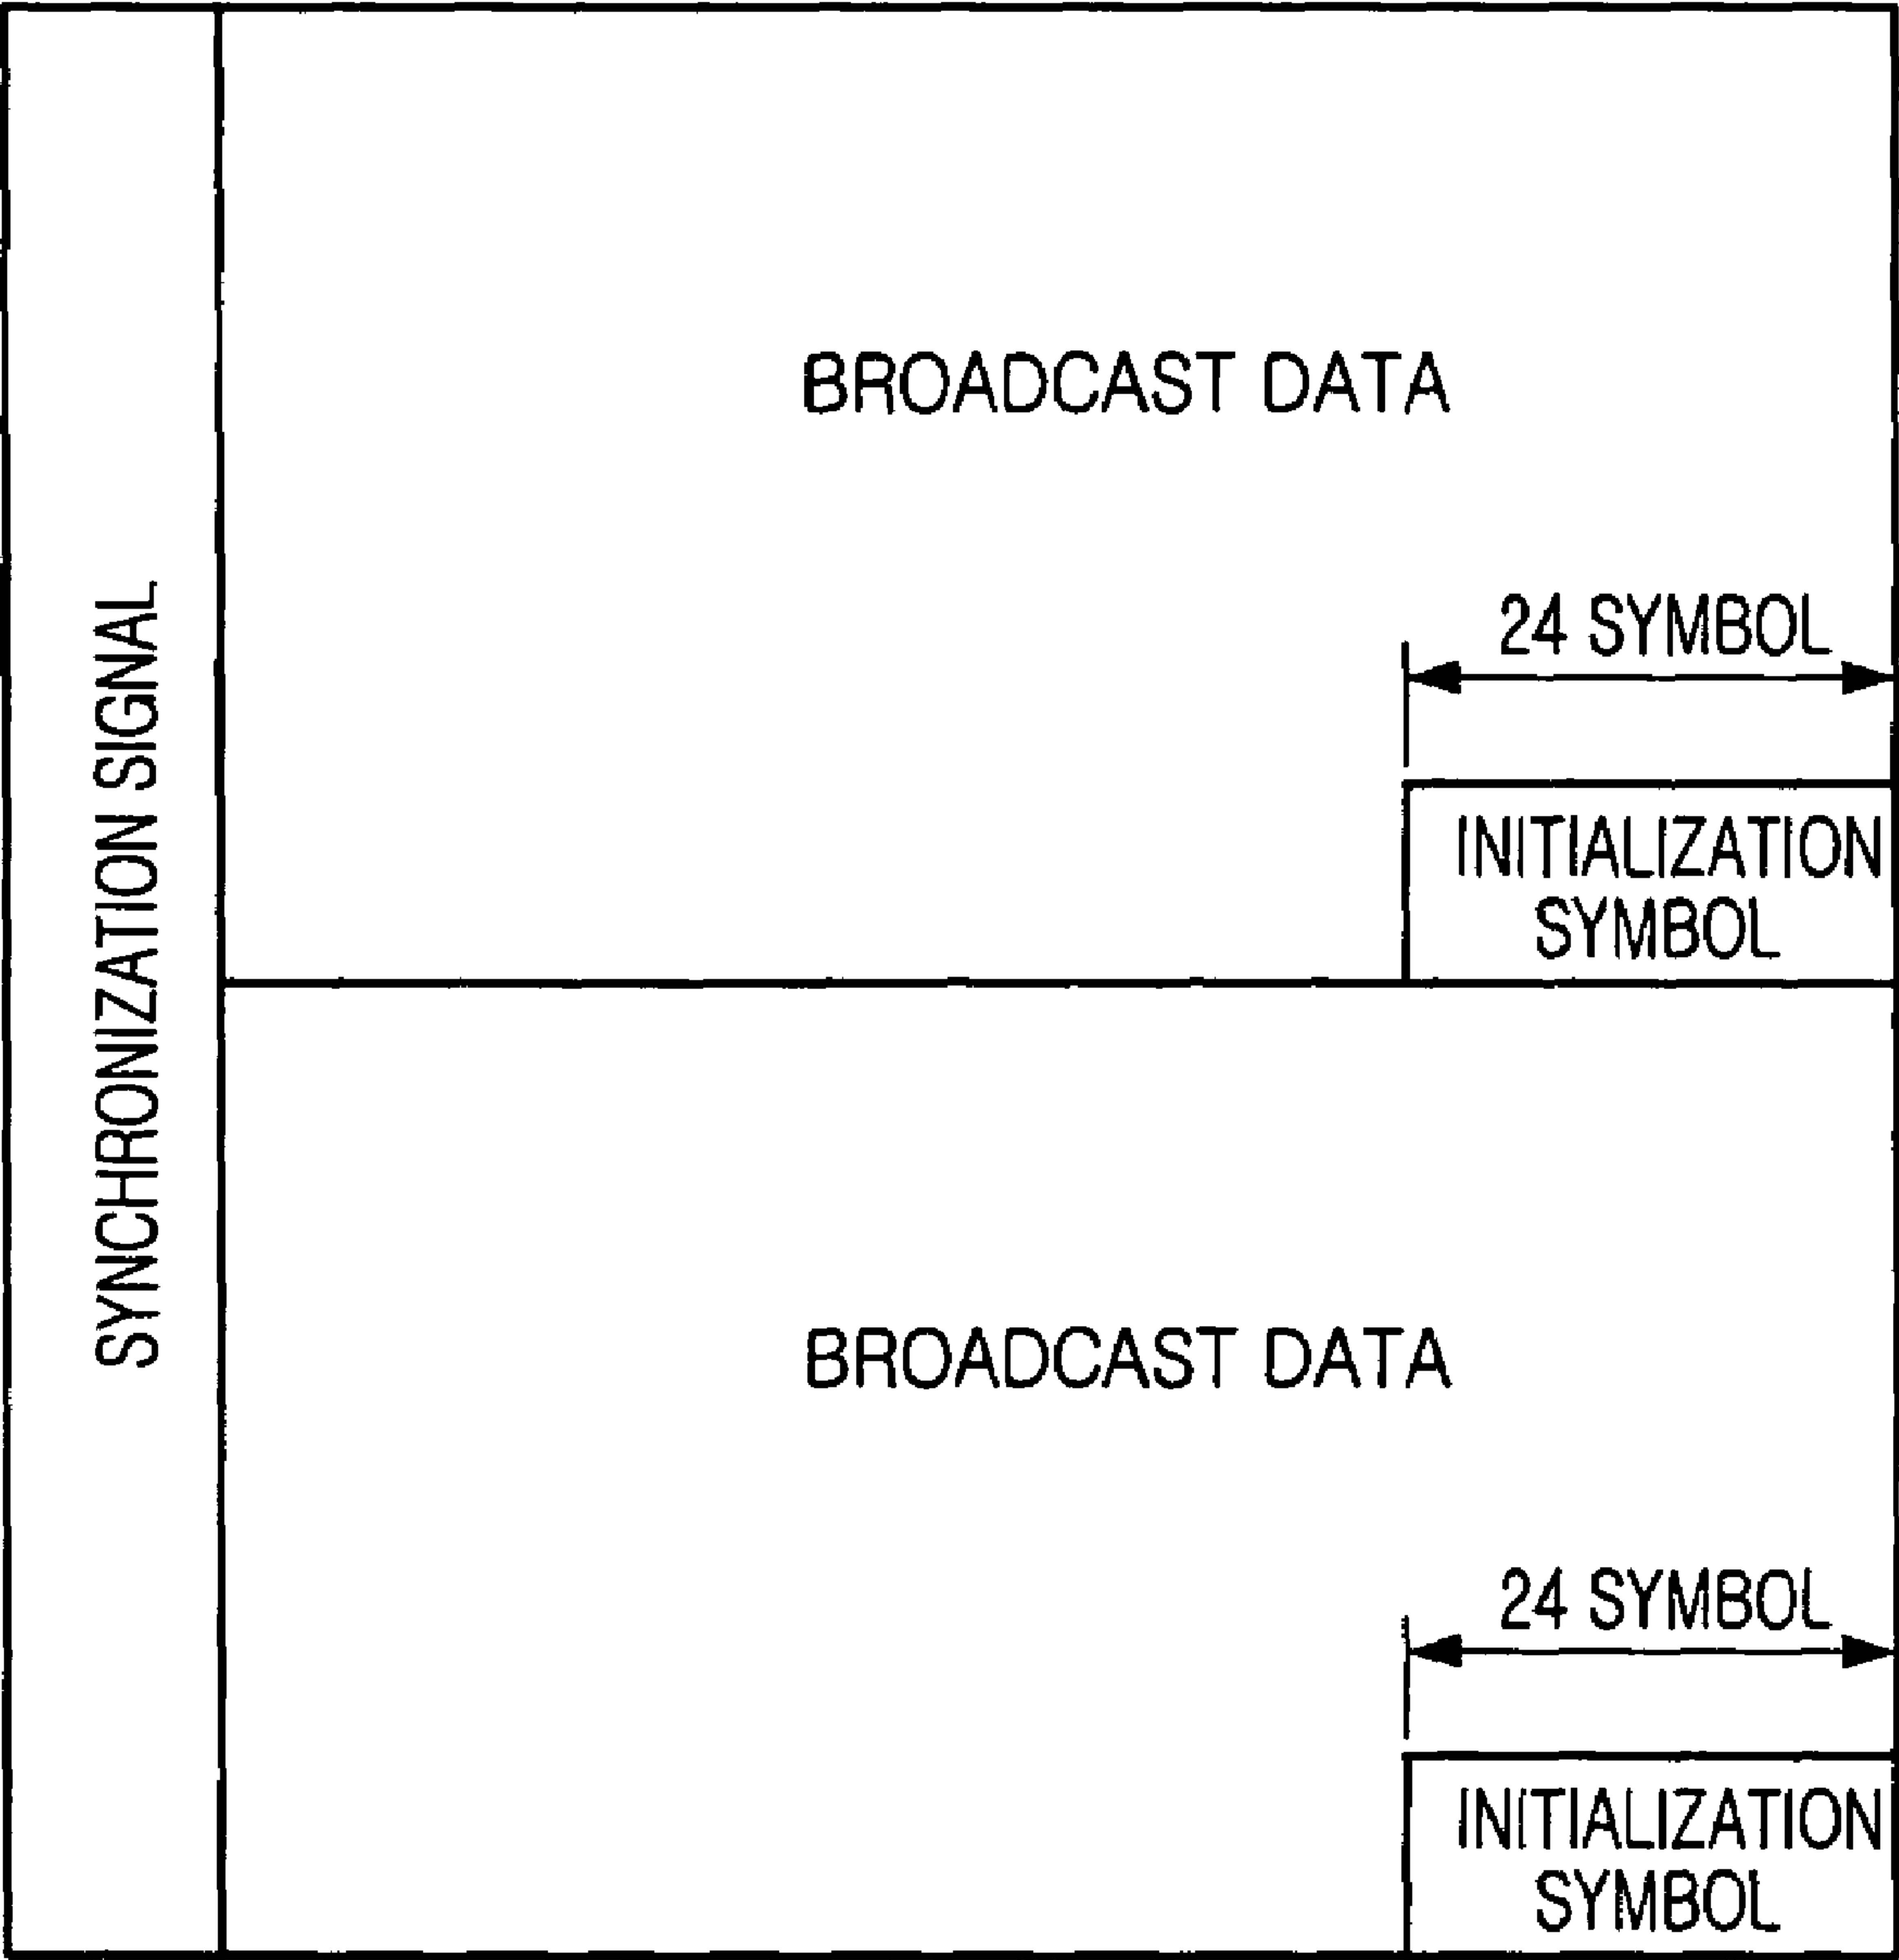 SYNCHRONIZATION SIGNAL
BROADCAST DATA
24 SYMBOL
INITIALIZATION
SYMBOL
BROADCAST DATA
24 SYMBOL
INITIALIZATION
SYMBOL